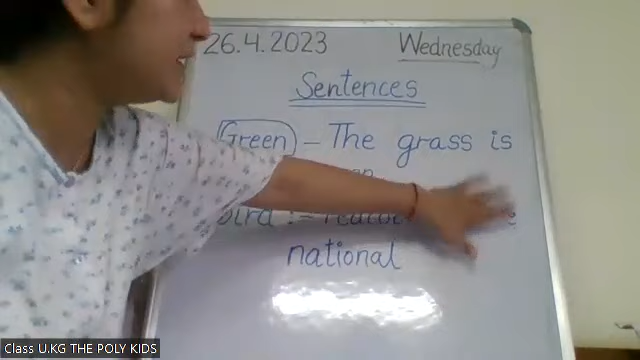 26.4.2023 Wednesday
Sentences
Green – The grass is
national
Class U.KG THE POLY KIDS